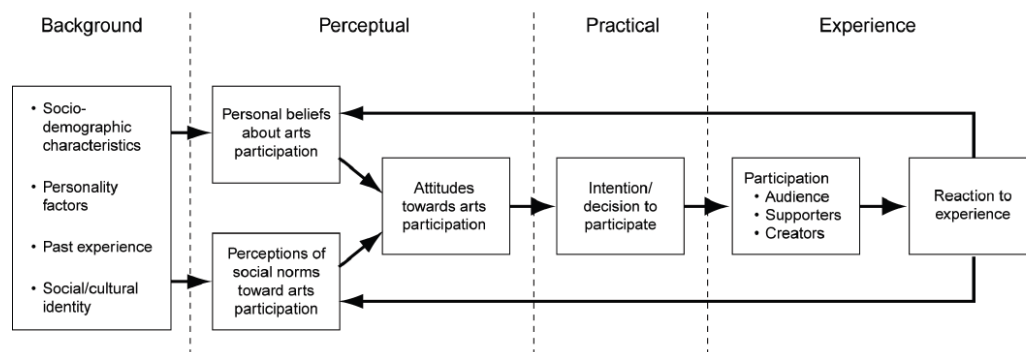 Background
Perceptual
Practical
Experience
• Socio-
demographic
characteristics
• Personality
factors
• Past experience
• Social/cultural
identity
Personal beliefs
about arts
participation
Perceptions of
social norms
toward arts
participation
Attitudes
towards arts
participation
Intention/
decision to
participate
Participation
• Audience
• Supporters
• Creators
Reaction to
experience